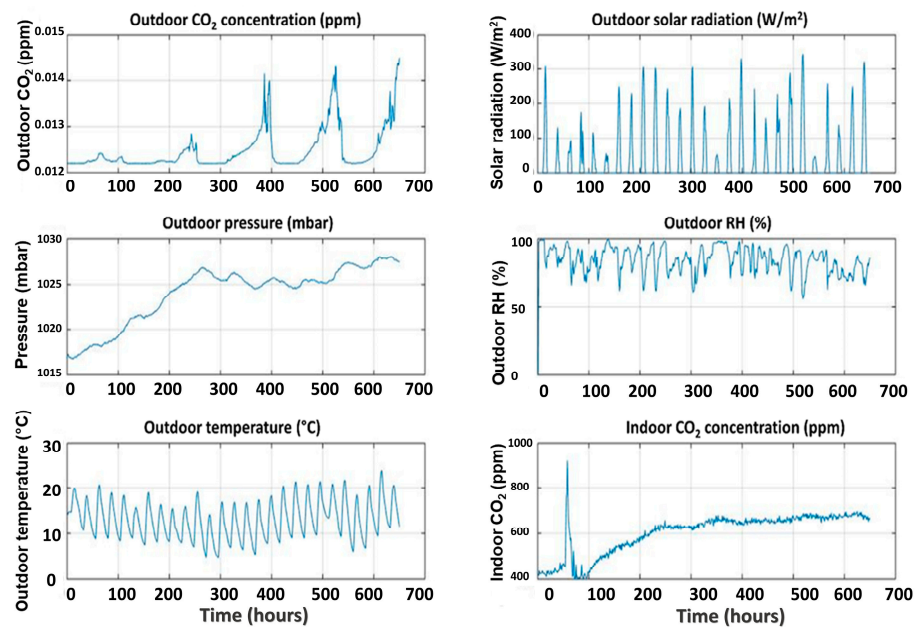 Outdoor CO₂ concentration (ppm)
Outdoor CO₂ (ppm)
0.015
0.014
0.013
0.012
0 100 200 300 400 500 600 700
Outdoor solar radiation (W/m²)
Solar radiation (W/m²)
400
300
200
100
0
0 100 200 300 400 500 600 700
Outdoor pressure (mbar)
Pressure (mbar)
1030
1025
1020
1015
0 100 200 300 400 500 600 700
Outdoor RH (%)
Outdoor RH (%)
100
50
0
0 100 200 300 400 500 600 700
Outdoor temperature (°C)
Outdoor temperature (°C)
30
20
10
0
0 100 200 300 400 500 600 700
Time (hours)
Indoor CO₂ concentration (ppm)
Indoor CO₂ (ppm)
1000
800
600
400
0 100 200 300 400 500 600 700
Time (hours)